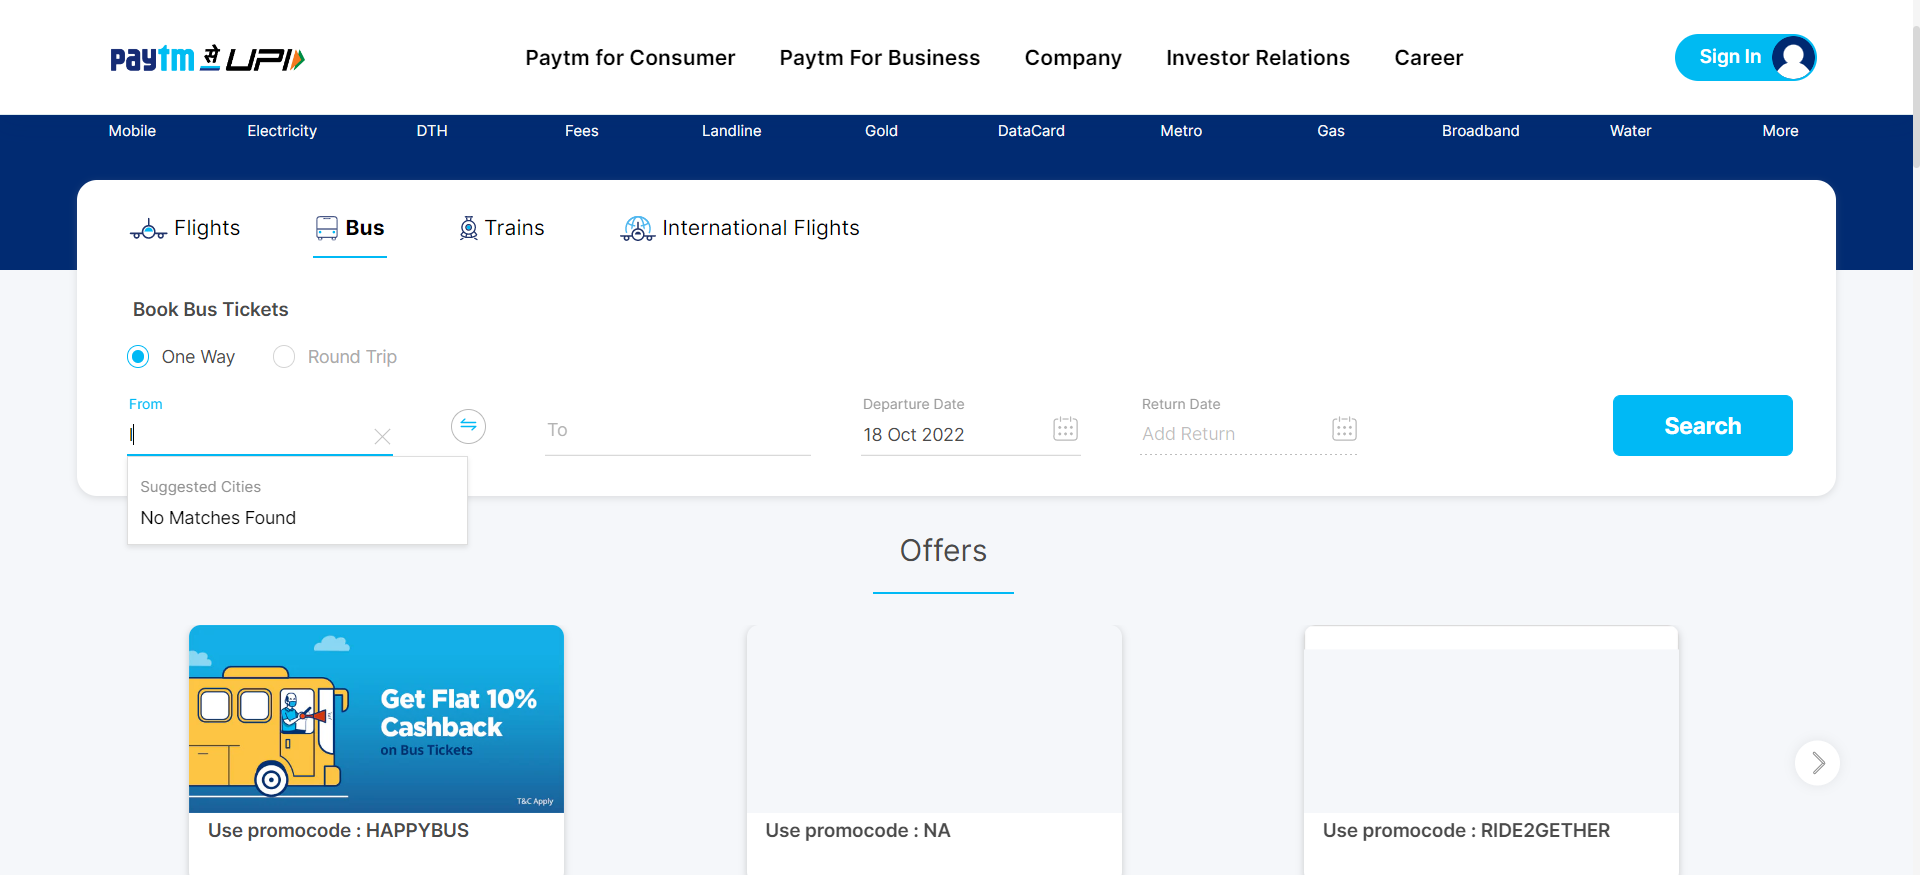 paytm से UPI
Paytm for Consumer Paytm For Business Company Investor Relations Career
Sign In
Mobile Electricity DTH Fees Landline Gold DataCard Metro Gas Broadband Water More
Flights Bus Trains International Flights
Book Bus Tickets
One Way Round Trip
From
I
To
Departure Date
18 Oct 2022
Return Date
Add Return
Search
Suggested Cities
No Matches Found
Offers
Get Flat 10%
Cashback
on Bus Tickets
T&C Apply
Use promocode : HAPPYBUS
Use promocode : NA
Use promocode : RIDE2GETHER